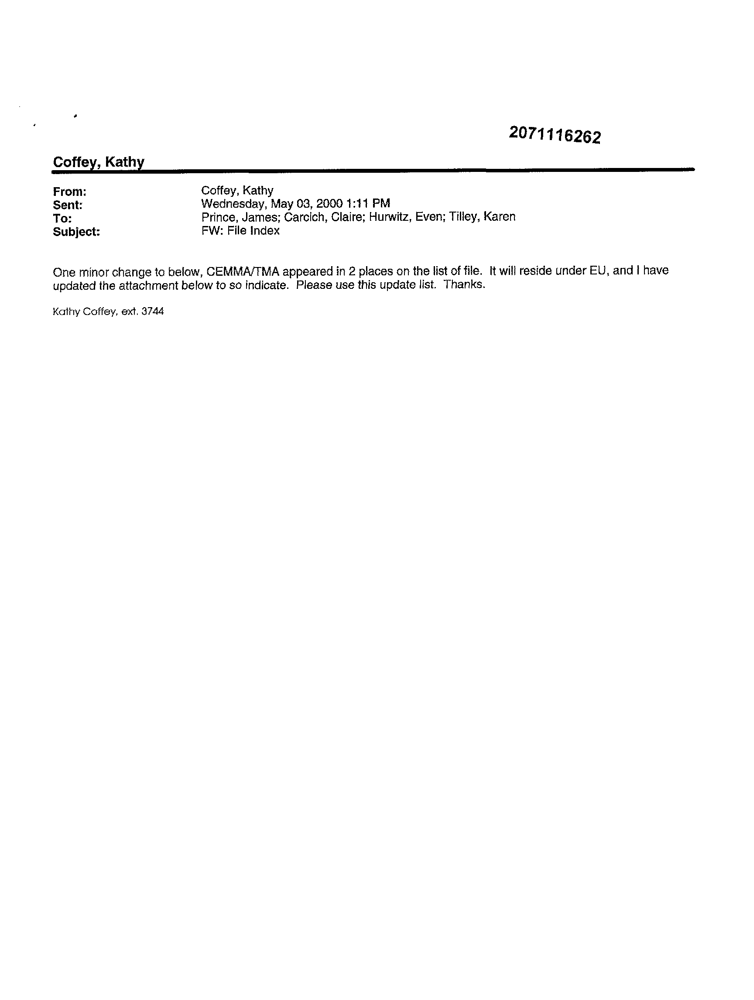 2071116262
Coffey, Kathy
From: Coffey, Kathy
Sent: Wednesday, May 03, 2000 1:11 PM
To: Prince, James; Carcich, Claire; Hurwitz, Even; Tilley, Karen
Subject: FW: File Index
One minor change to below, CEMMA/TMA appeared in 2 places on the list of file. It will reside under EU, and I have
updated the attachment below to so indicate. Please use this update list. Thanks.
Kathy Coffey, ext. 3744